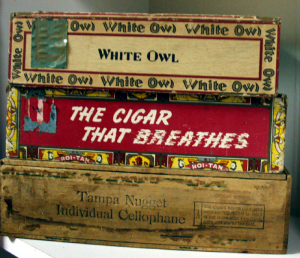 White Owl White Owl White Owl White Owl
WHITE OWL
White Owl White Owl White Owl White Owl
THE CIGAR
THAT BREATHES
ROI-TAN
ROI-TAN
Tampa Nugget
Individual Cellophane